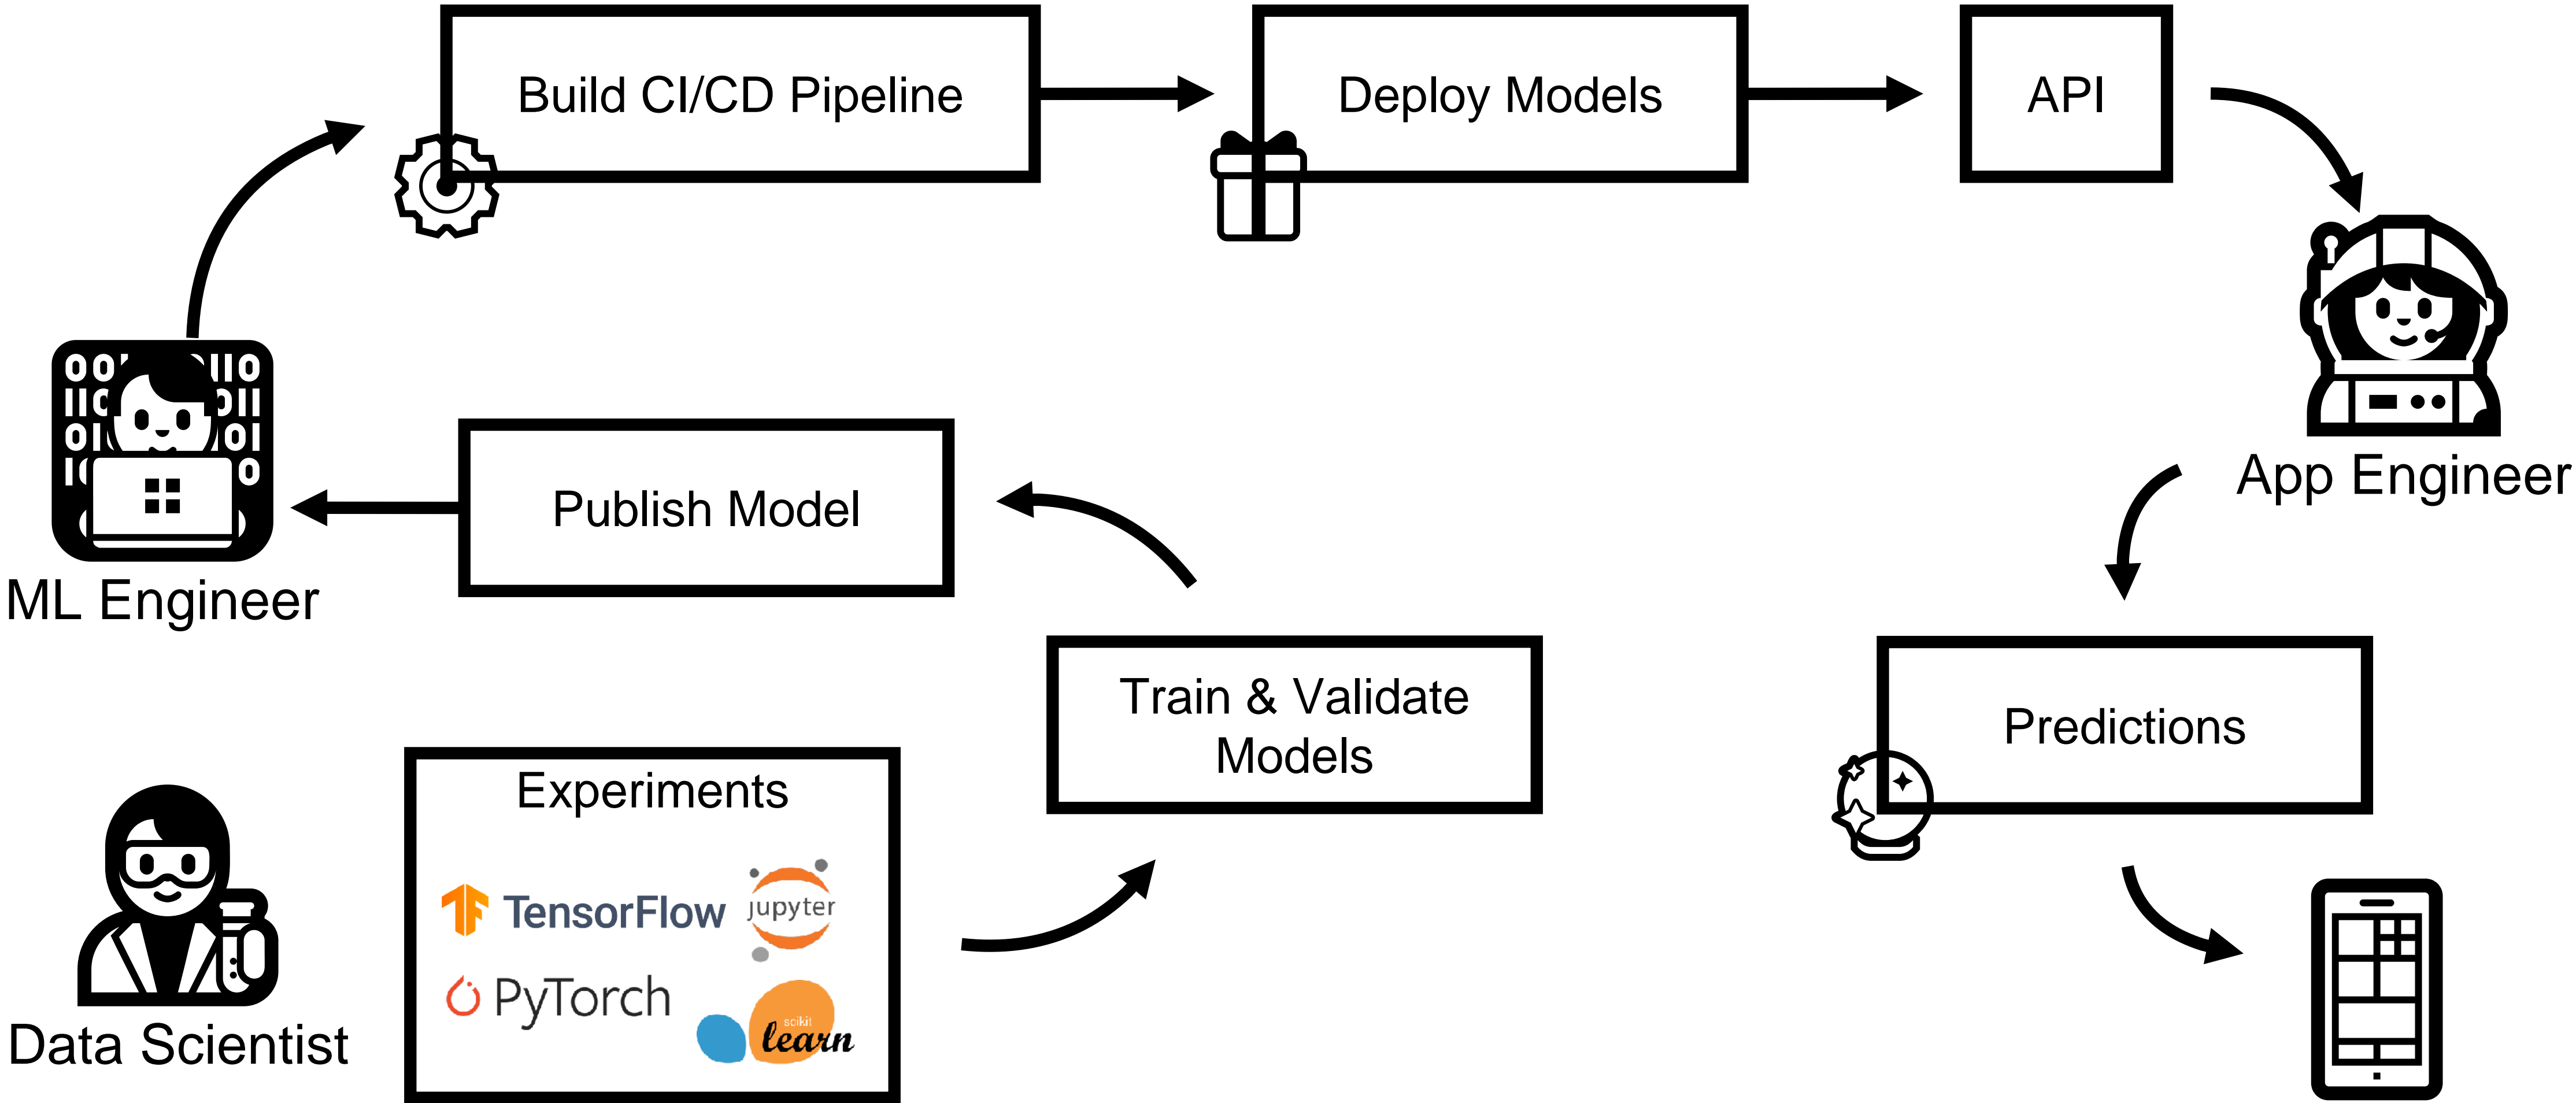 Build CI/CD Pipeline
Deploy Models
API
App Engineer
Publish Model
ML Engineer
Train & Validate
Models
Predictions
Experiments
TensorFlow
jupyter
PyTorch
scikit
learn
Data Scientist